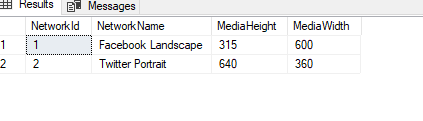 Results Messages
NetworkId NetworkName MediaHeight MediaWidth
1 1 Facebook Landscape 315 600
2 2 Twitter Portrait 640 360